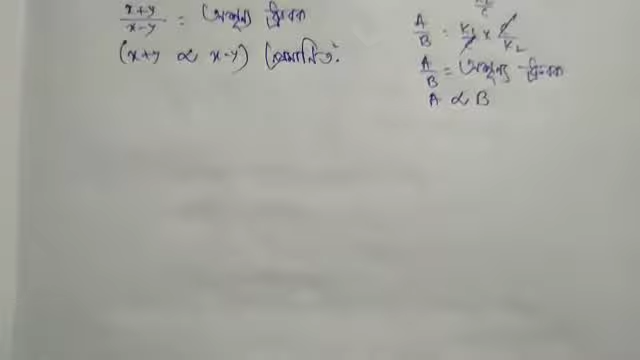 x+y/x-y = অশূন্য ধ্রুবক
(x+y ∝ x-y) (প্রমাণিত).
A/B = K₁/c × c/K₂
A/B = অশূন্য ধ্রুবক
A ∝ B